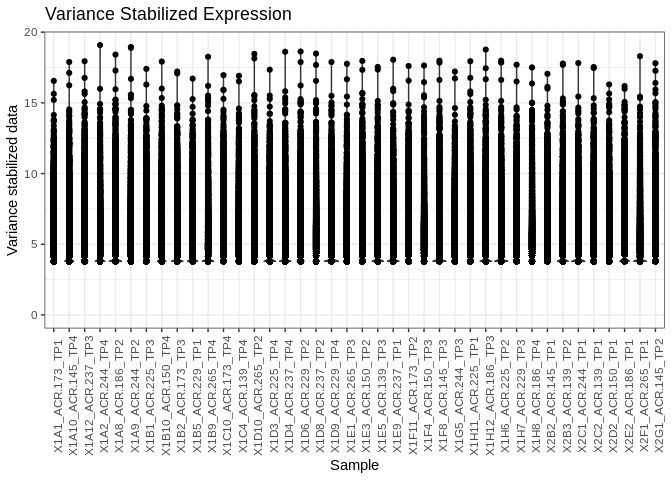 Variance Stabilized Expression
Variance stabilized data
20
15
10
5
0
X1A1_ACR.173_TP1
X1A10_ACR.145_TP4
X1A12_ACR.237_TP3
X1A2_ACR.244_TP4
X1A8_ACR.186_TP2
X1A9_ACR.244_TP2
X1B1_ACR.225_TP3
X1B10_ACR.150_TP4
X1B2_ACR.173_TP3
X1B5_ACR.229_TP1
X1B9_ACR.265_TP4
X1C10_ACR.173_TP4
X1C4_ACR.139_TP4
X1D10_ACR.265_TP2
X1D3_ACR.225_TP4
X1D4_ACR.237_TP4
X1D6_ACR.229_TP2
X1D8_ACR.237_TP2
X1D9_ACR.229_TP4
X1E1_ACR.265_TP3
X1E3_ACR.150_TP2
X1E5_ACR.139_TP3
X1E9_ACR.237_TP1
X1F11_ACR.173_TP2
X1F4_ACR.150_TP3
X1F8_ACR.145_TP3
X1G5_ACR.244_TP3
X1H11_ACR.225_TP1
X1H12_ACR.186_TP3
X1H6_ACR.225_TP2
X1H7_ACR.229_TP3
X1H8_ACR.186_TP4
X2B2_ACR.145_TP1
X2B3_ACR.139_TP2
X2C1_ACR.244_TP1
X2C2_ACR.139_TP1
X2D2_ACR.150_TP1
X2E2_ACR.186_TP1
X2F1_ACR.265_TP1
X2G1_ACR.145_TP2
Sample